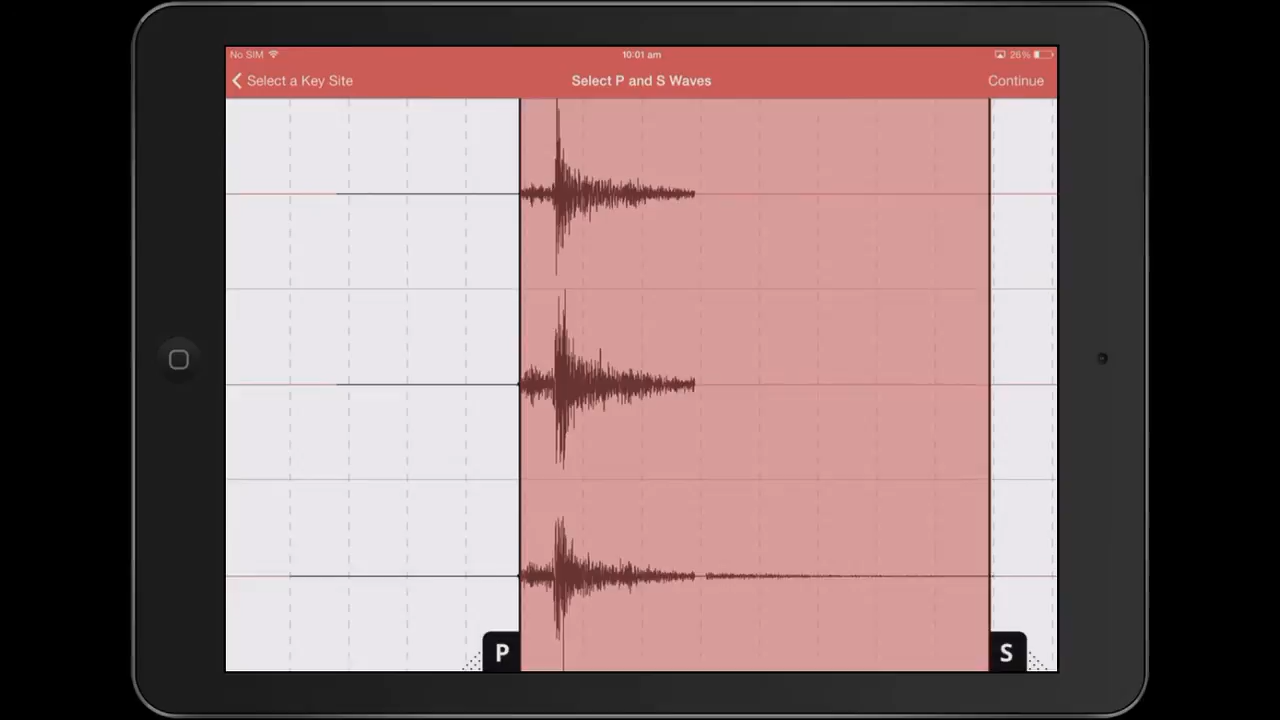 No SIM 10:01 am 26%
Select a Key Site Select P and S Waves Continue
P S